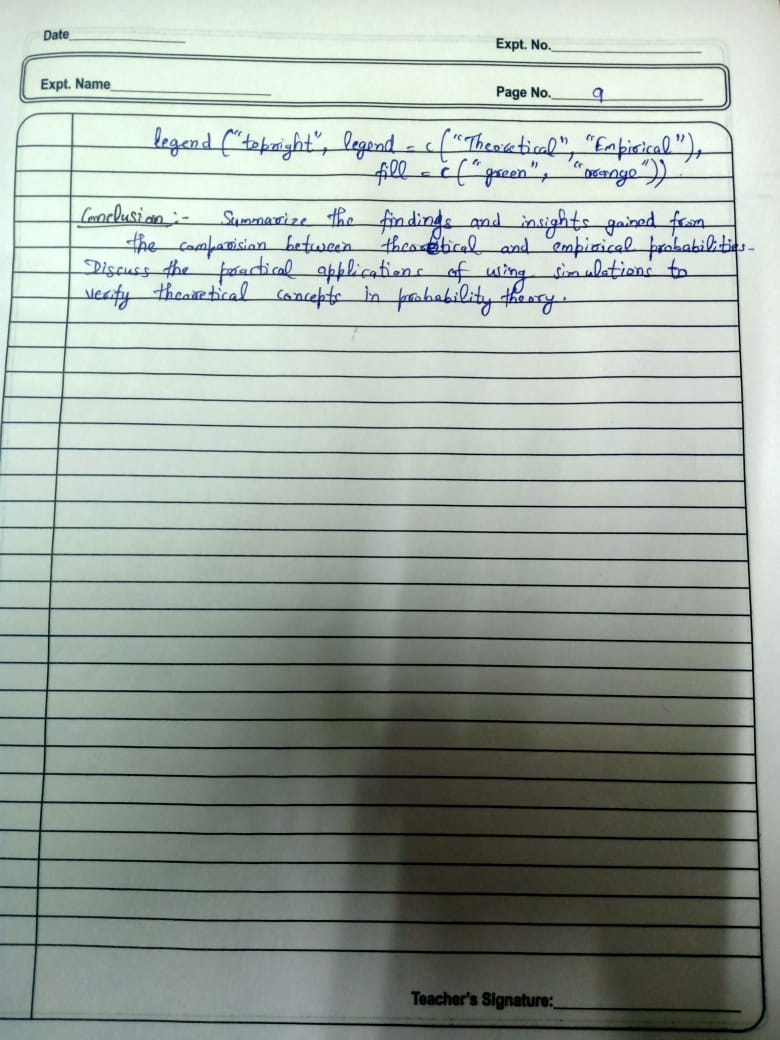 Date
Expt. No.
Expt. Name
Page No. 9
legend ("topright", legend = c ("Theoretical", "Empirical"),
fill = c ("green", "orange"))
Conclusion :- Summarize the findings and insights gained from
the comparision between theoretical and empirical probabilities.
Discuss the practical applications of using simulations to
verify theoretical concepts in probability theory.
Teacher's Signature: